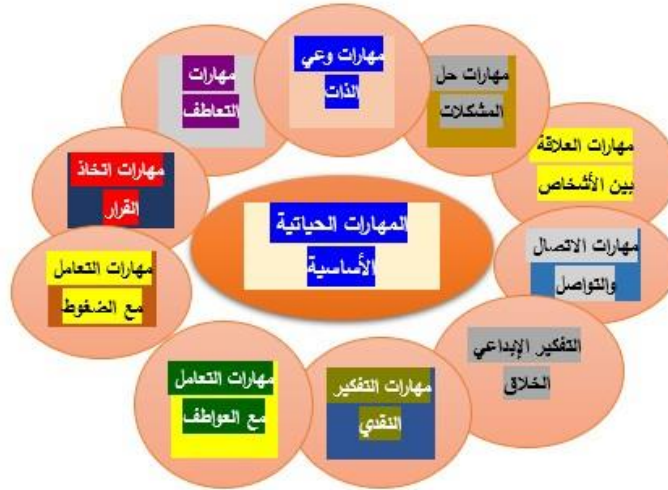 مهارات وعي
الذات
مهارات حل
المشكلات
مهارات العلاقة
بين الأشخاص
مهارات الاتصال
والتواصل
التفكير الإبداعي
الخلاق
مهارات التفكير
النقدي
مهارات التعامل
مع العواطف
مهارات التعامل
مع الضغوط
مهارات اتخاذ
القرار
مهارات
التعاطف
المهارات الحياتية
الأساسية